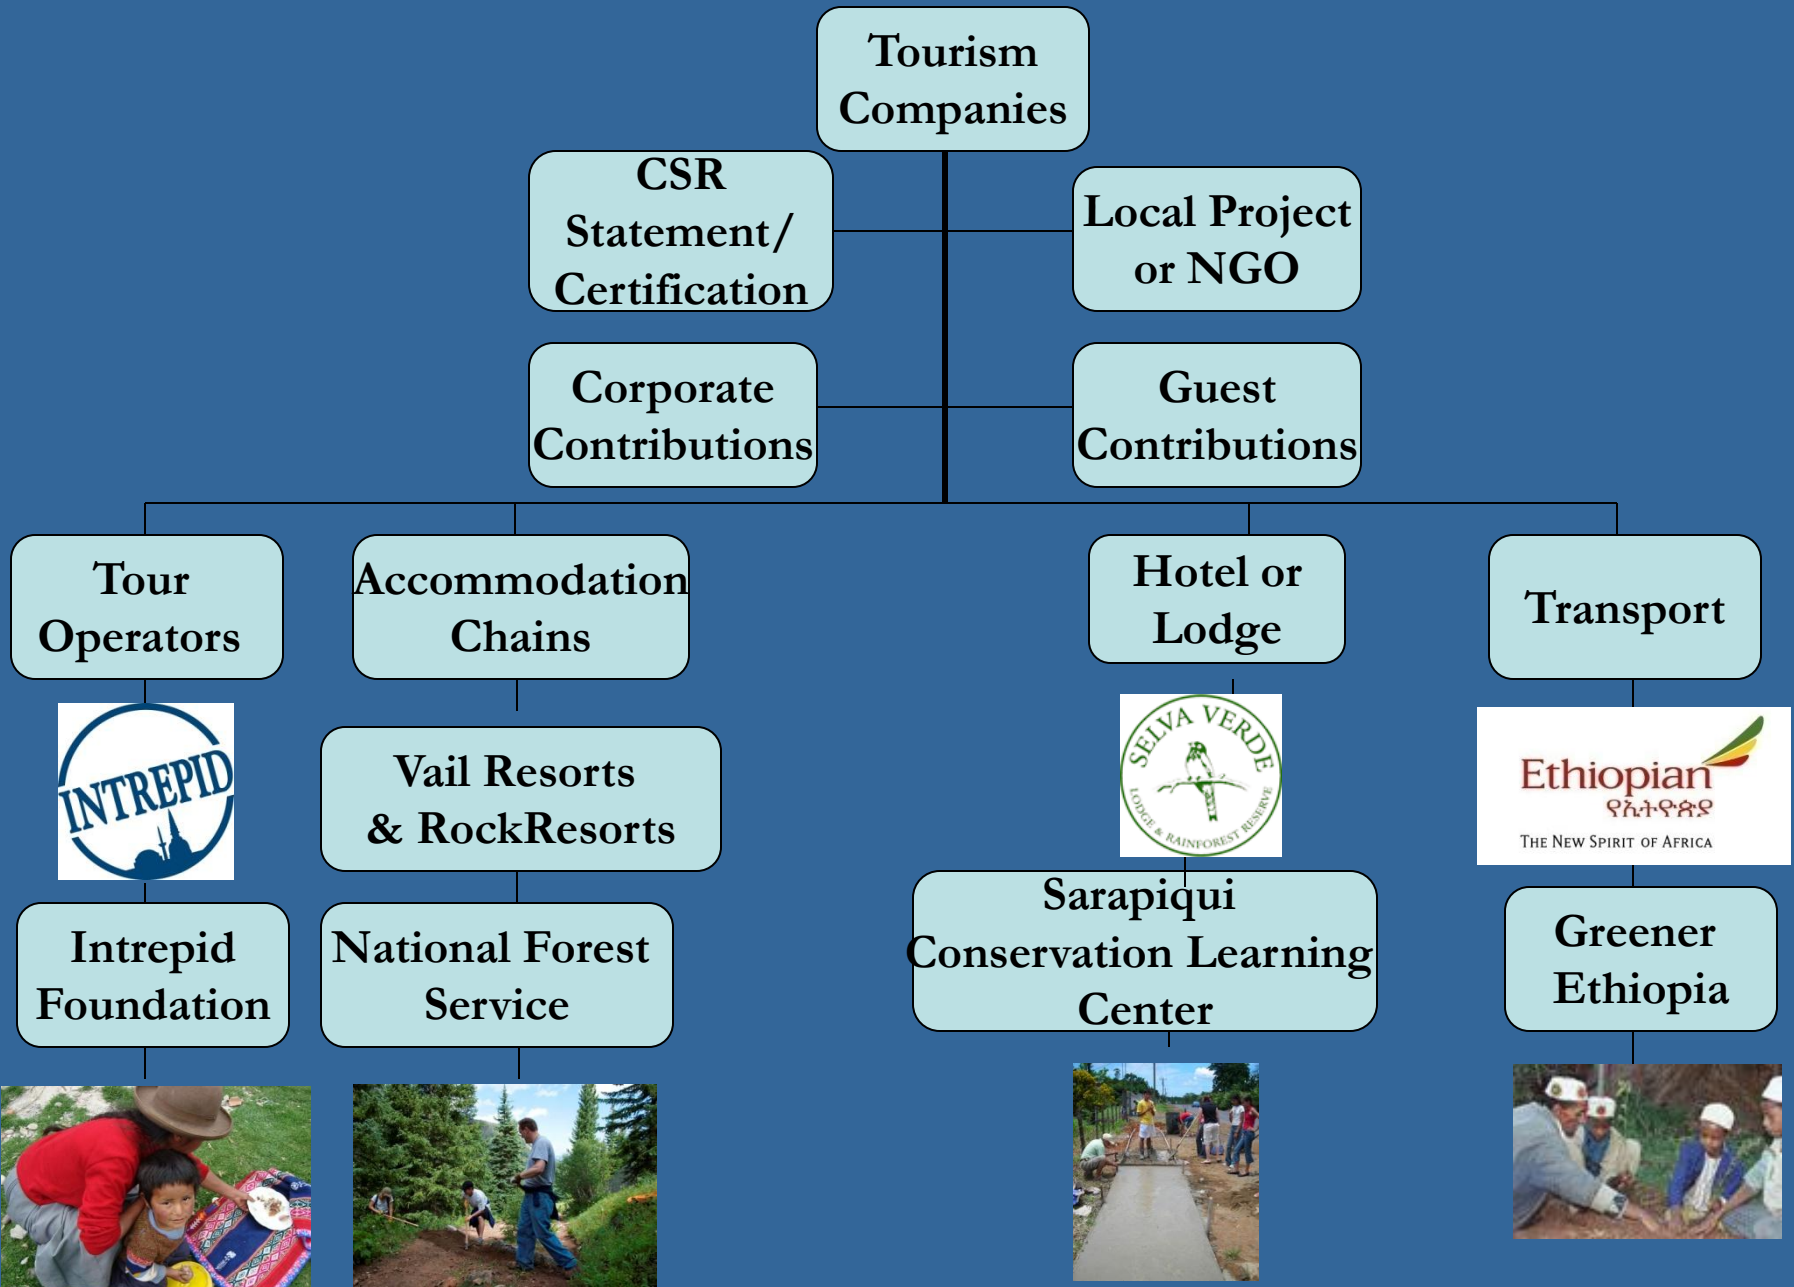 Tourism
Companies
CSR
Statement/
Certification
Local Project
or NGO
Corporate
Contributions
Guest
Contributions
Tour
Operators
Accommodation
Chains
Hotel or
Lodge
Transport
INTREPID
Vail Resorts
& RockResorts
SELVA VERDE
LODGE & RAINFOREST RESERVE
Ethiopian
የኢትዮጵያ
THE NEW SPIRIT OF AFRICA
Intrepid
Foundation
National Forest
Service
Sarapiqui
Conservation Learning
Center
Greener
Ethiopia